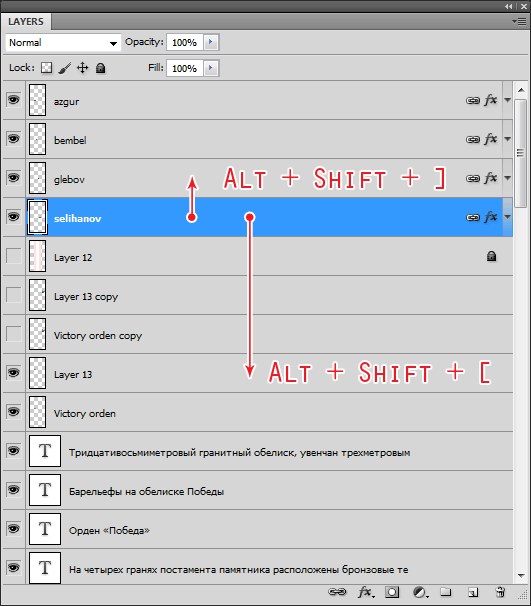 LAYERS
Normal Opacity: 100%
Lock: Fill: 100%
azgur fx
bembel fx
glebov fx
Alt + Shift + ]
selihanov fx
Layer 12
Layer 13 copy
Victory orden copy
Layer 13
Alt + Shift + [
Victory orden
T Тридцативосьмиметровый гранитный обелиск, увенчан трехметровым
T Барельефы на обелиске Победы
T Орден «Победа»
T На четырех гранях постамента памятника расположены бронзовые те
fx.